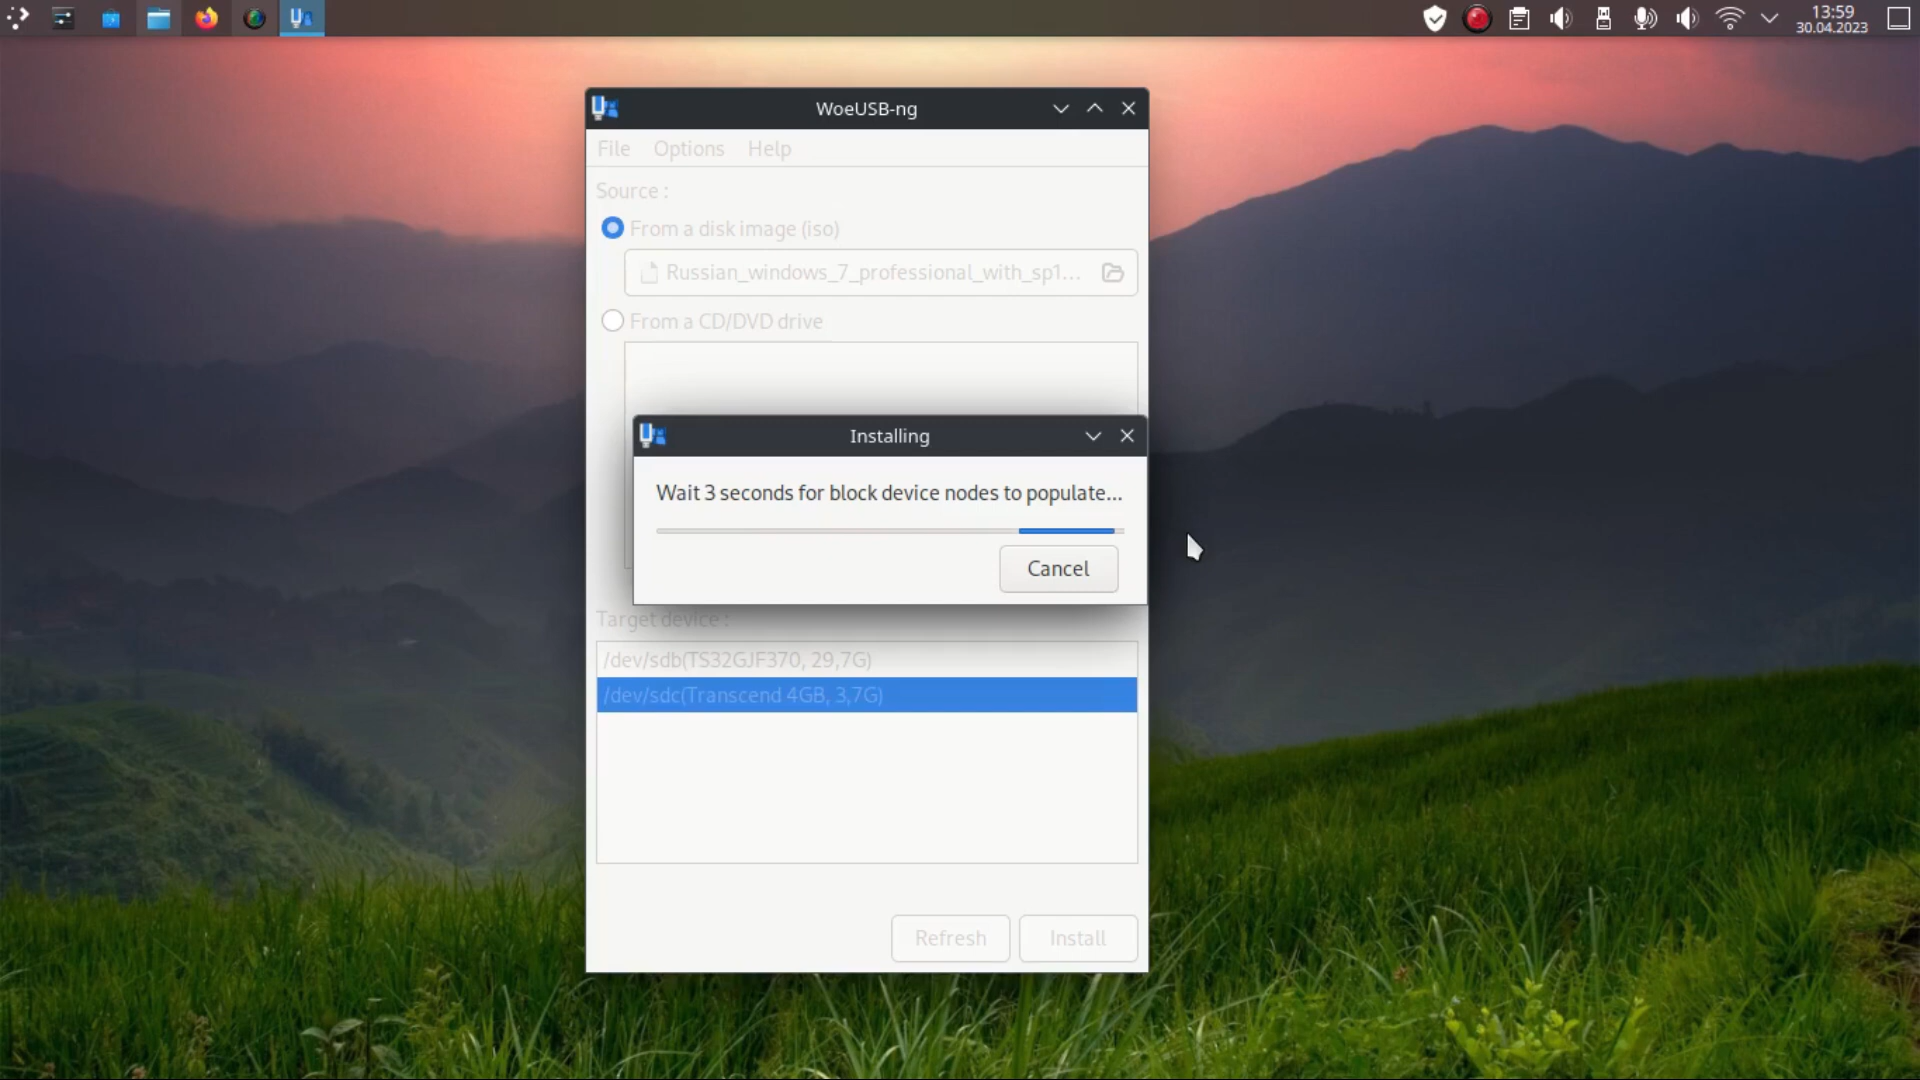 13:59
30.04.2023
WoeUSB-ng
File Options Help
Source :
From a disk image (iso)
Russian_windows_7_professional_with_sp1...
From a CD/DVD drive
Installing
Wait 3 seconds for block device nodes to populate...
Cancel
Target device :
/dev/sdb(TS32GJF370, 29,7G)
/dev/sdc(Transcend 4GB, 3,7G)
Refresh Install